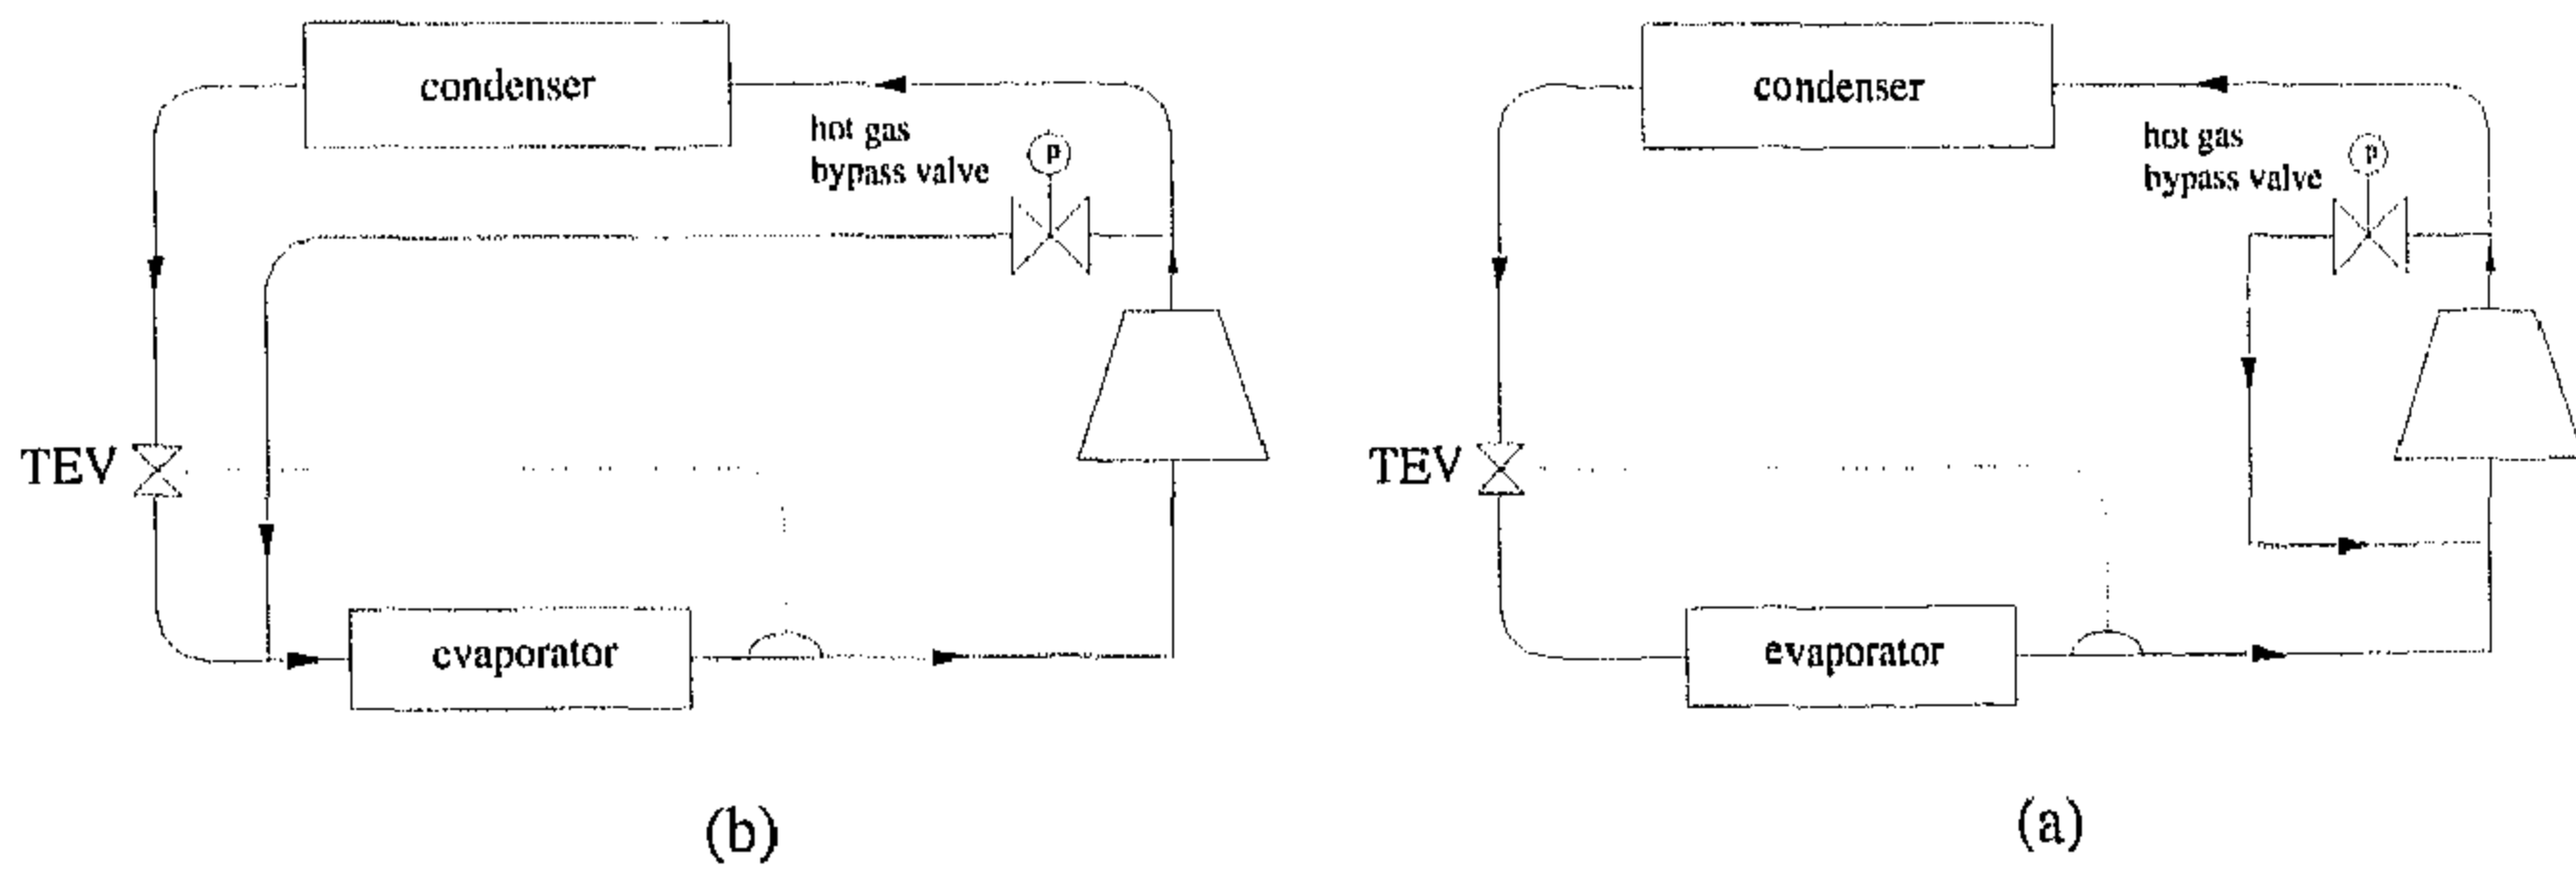 condenser
hot gas
bypass valve
p
TEV
evaporator
(b)
condenser
hot gas
bypass valve
p
TEV
evaporator
(a)